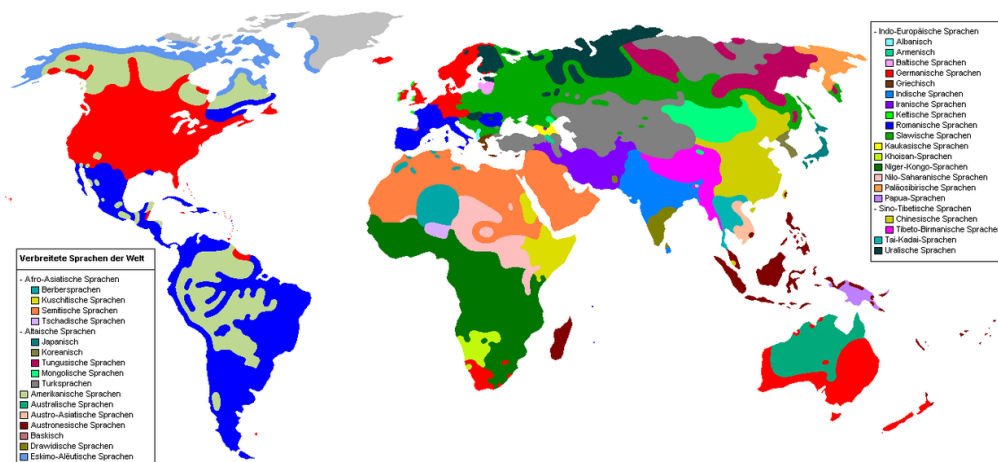 Verbreitete Sprachen der Welt
- Afro-Asiatische Sprachen
Berbersprachen
Kuschitische Sprachen
Semitische Sprachen
Tschadische Sprachen
- Altaische Sprachen
Japanisch
Koreanisch
Tungusische Sprachen
Mongolische Sprachen
Turksprachen
Amerikanische Sprachen
Australische Sprachen
Austro-Asiatische Sprachen
Austronesische Sprachen
Baskisch
Drawidische Sprachen
Eskimo-Alëutische Sprachen
- Indo-Europäische Sprachen
Albanisch
Armenisch
Baltische Sprachen
Germanische Sprachen
Griechisch
Indische Sprachen
Iranische Sprachen
Keltische Sprachen
Romanische Sprachen
Slawische Sprachen
Kaukasische Sprachen
Khoisan-Sprachen
Niger-Kongo-Sprachen
Nilo-Saharanische Sprachen
Paläosibirische Sprachen
Papua-Sprachen
- Sino-Tibetische Sprachen
Chinesische Sprachen
Tibeto-Birmanische Sprachen
Tai-Kadai-Sprachen
Uralische Sprachen